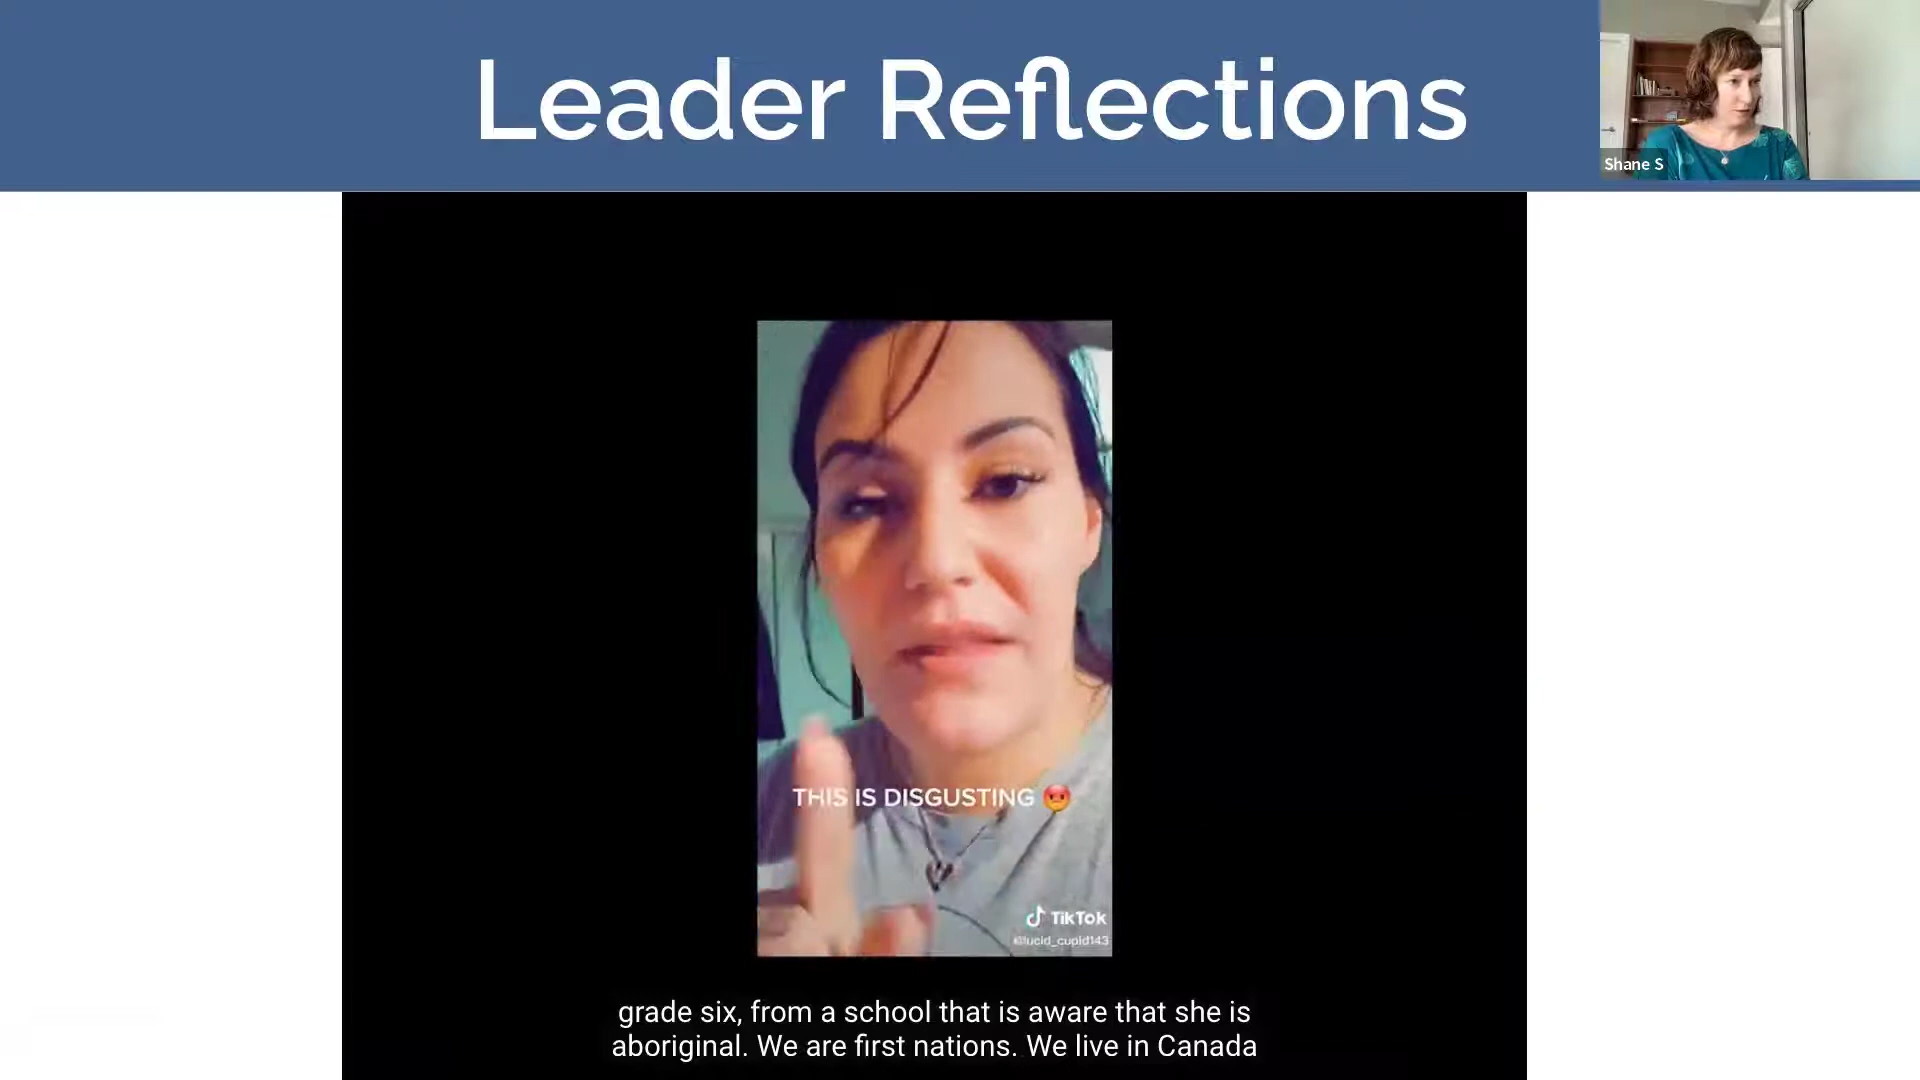 Leader Reflections
Shane S
THIS IS DISGUSTING 😡
TikTok
@lucid_cupid143
grade six, from a school that is aware that she is
aboriginal. We are first nations. We live in Canada